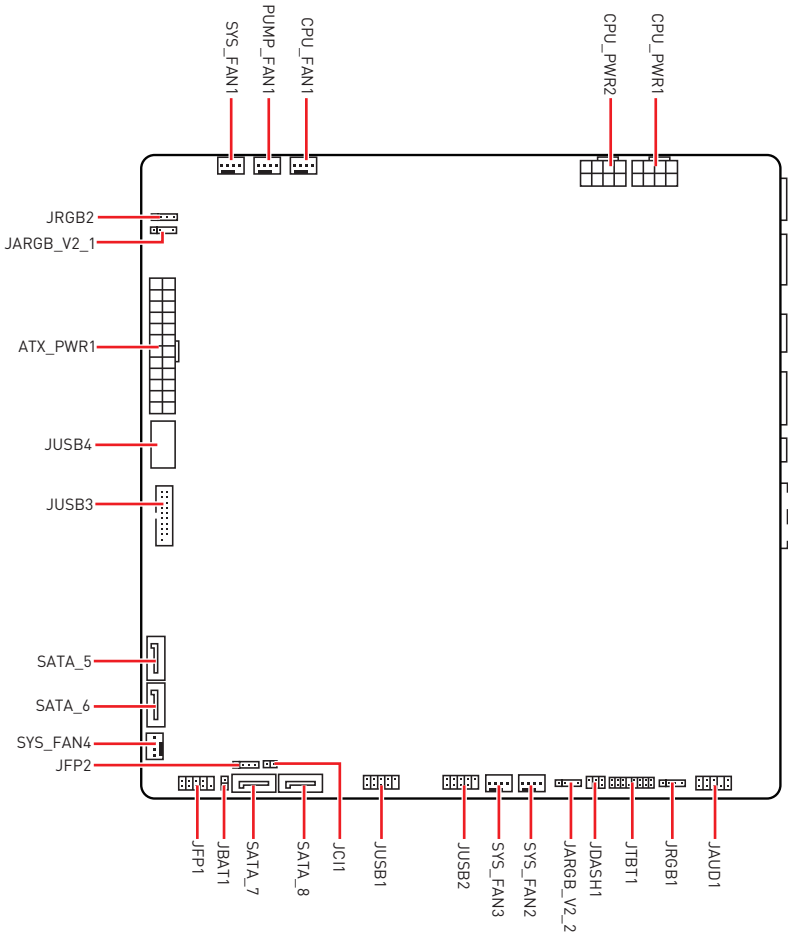 SYS_FAN1
PUMP_FAN1
CPU_FAN1
CPU_PWR2
CPU_PWR1
JRGB2
JARGB_V2_1
ATX_PWR1
JUSB4
JUSB3
SATA_5
SATA_6
SYS_FAN4
JFP2
JFP1
JBAT1
SATA_7
SATA_8
JCI1
JUSB1
JUSB2
SYS_FAN3
SYS_FAN2
JARGB_V2_2
JDASH1
JTBT1
JRGB1
JAUD1